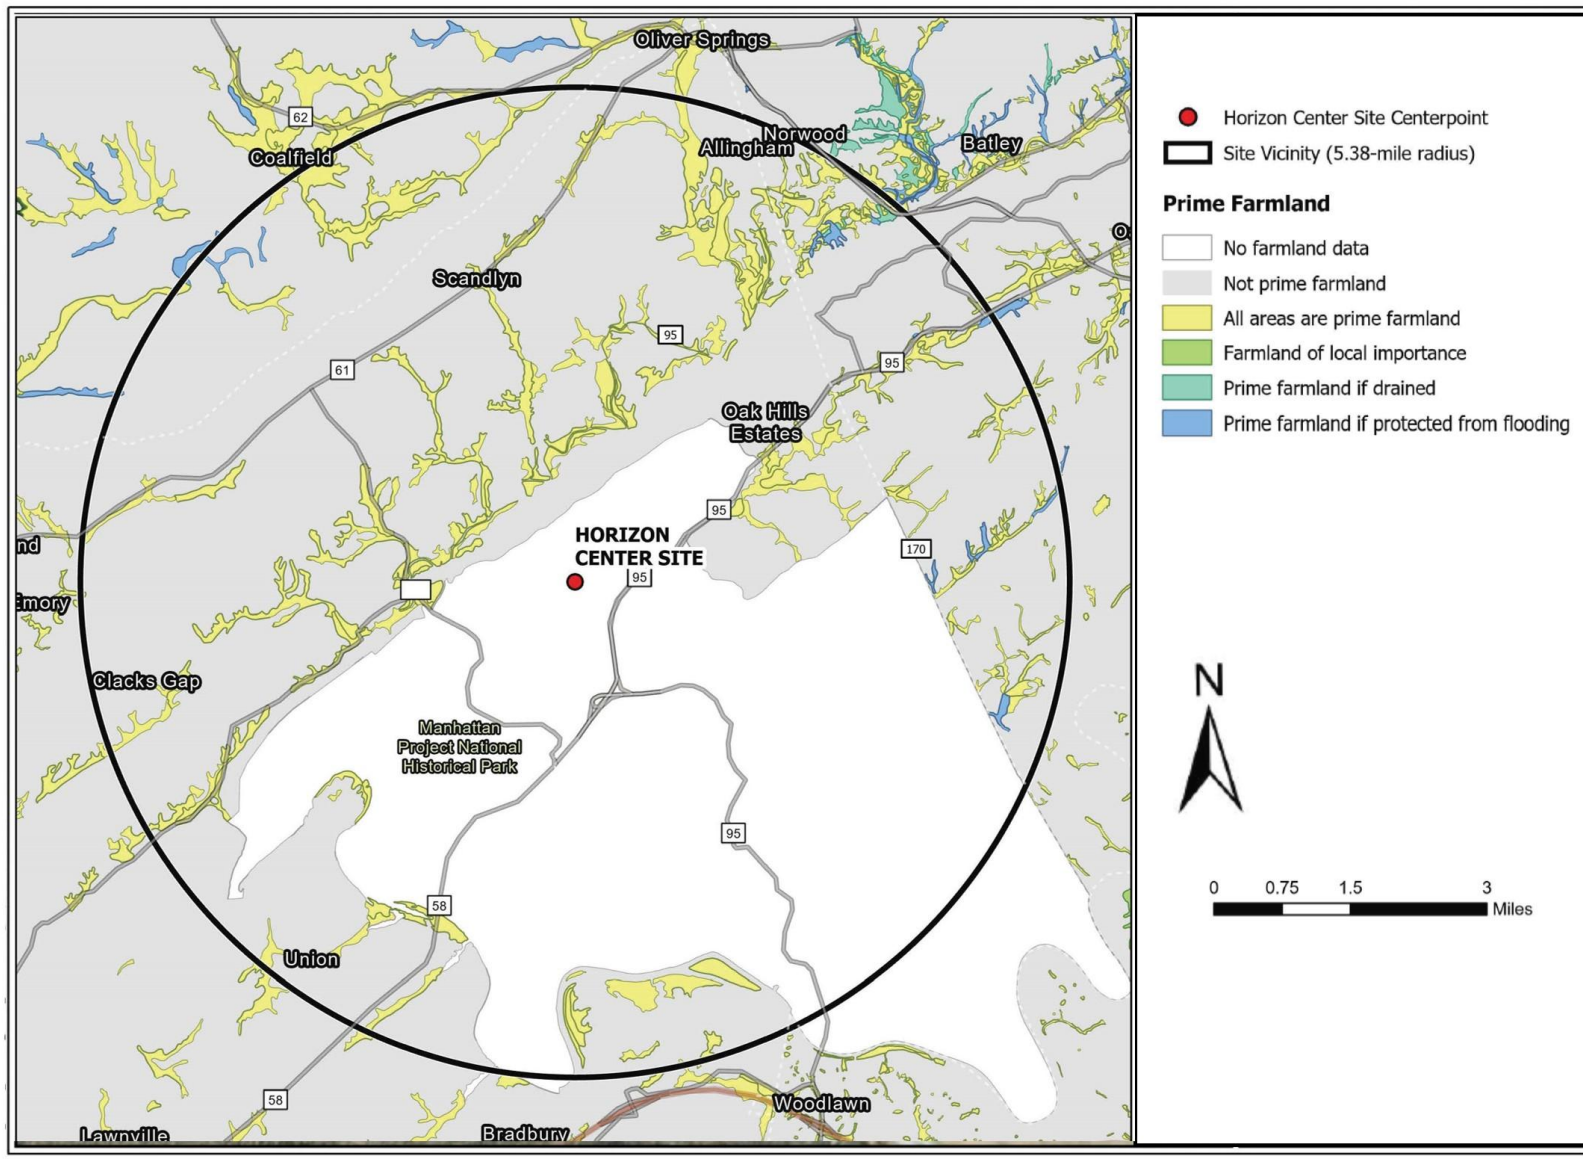 Oliver Springs
62
Norwood
Allingham
Batley
Coalfield
Scandlyn
95
61
95
Oak Hills
Estates
95
HORIZON
CENTER SITE
95
170
nd
Emory
Clacks Gap
Manhattan
Project National
Historical Park
95
58
Union
58
Woodlawn
Lawnville
Bradbury
Horizon Center Site Centerpoint
Site Vicinity (5.38-mile radius)
Prime Farmland
No farmland data
Not prime farmland
All areas are prime farmland
Farmland of local importance
Prime farmland if drained
Prime farmland if protected from flooding
N
0 0.75 1.5 3
Miles